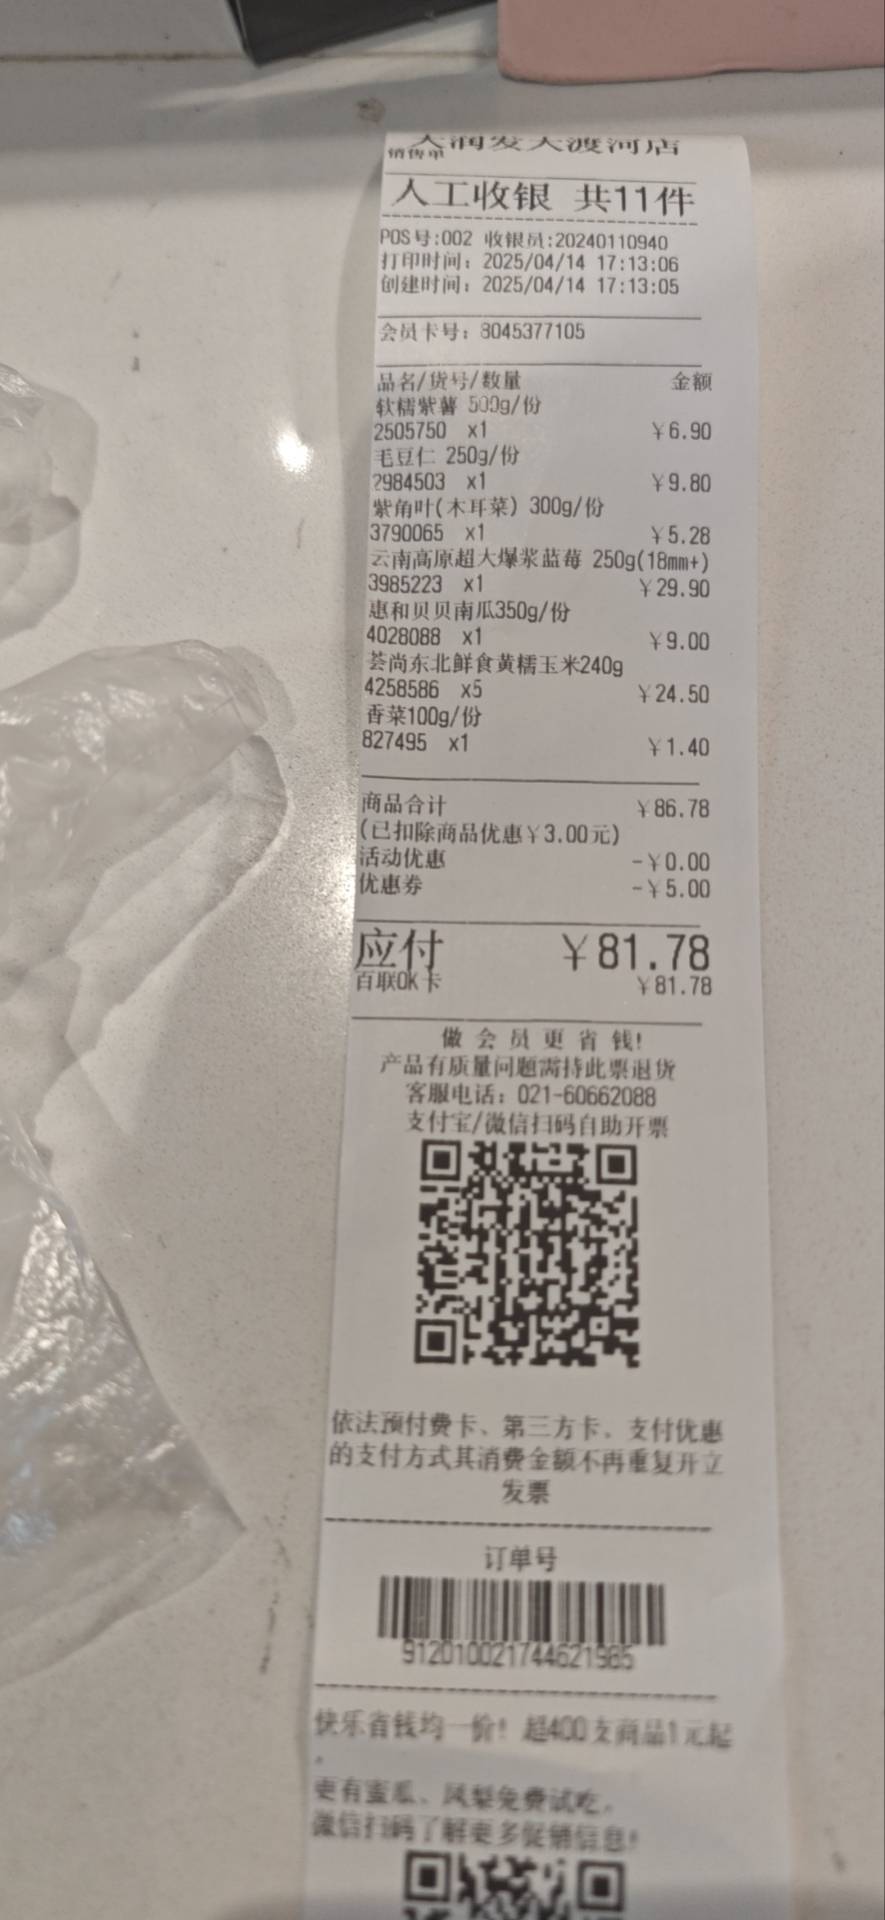 大润发大渡河店
销售单
人工收银 共11件
POS号:002 收银员:20240110940
打印时间：2025/04/14 17:13:06
创建时间：2025/04/14 17:13:05
会员卡号：8045377105
品名/货号/数量 金额
软糯紫薯 500g/份
2505750 x1 ¥6.90
毛豆仁 250g/份
2984503 x1 ¥9.80
紫角叶(木耳菜) 300g/份
3790065 x1 ¥5.28
云南高原超大爆浆蓝莓 250g(18mm+)
3985223 x1 ¥29.90
惠和贝贝南瓜350g/份
4028088 x1 ¥9.00
荟尚东北鲜食黄糯玉米240g
4258586 x5 ¥24.50
香菜100g/份
827495 x1 ¥1.40
商品合计 ¥86.78
(已扣除商品优惠¥3.00元)
活动优惠 -¥0.00
优惠券 -¥5.00
应付 ¥81.78
百联OK卡 ¥81.78
做会员更省钱!
产品有质量问题需持此票退货
客服电话：021-60662088
支付宝/微信扫码自助开票
依法预付费卡、第三方卡、支付优惠
的支付方式其消费金额不再重复开立
发票
订单号
912010021744621985
快乐省钱均一价！超400支商品1元起
。
更有蜜瓜、凤梨免费试吃，
微信扫码了解更多促销信息!